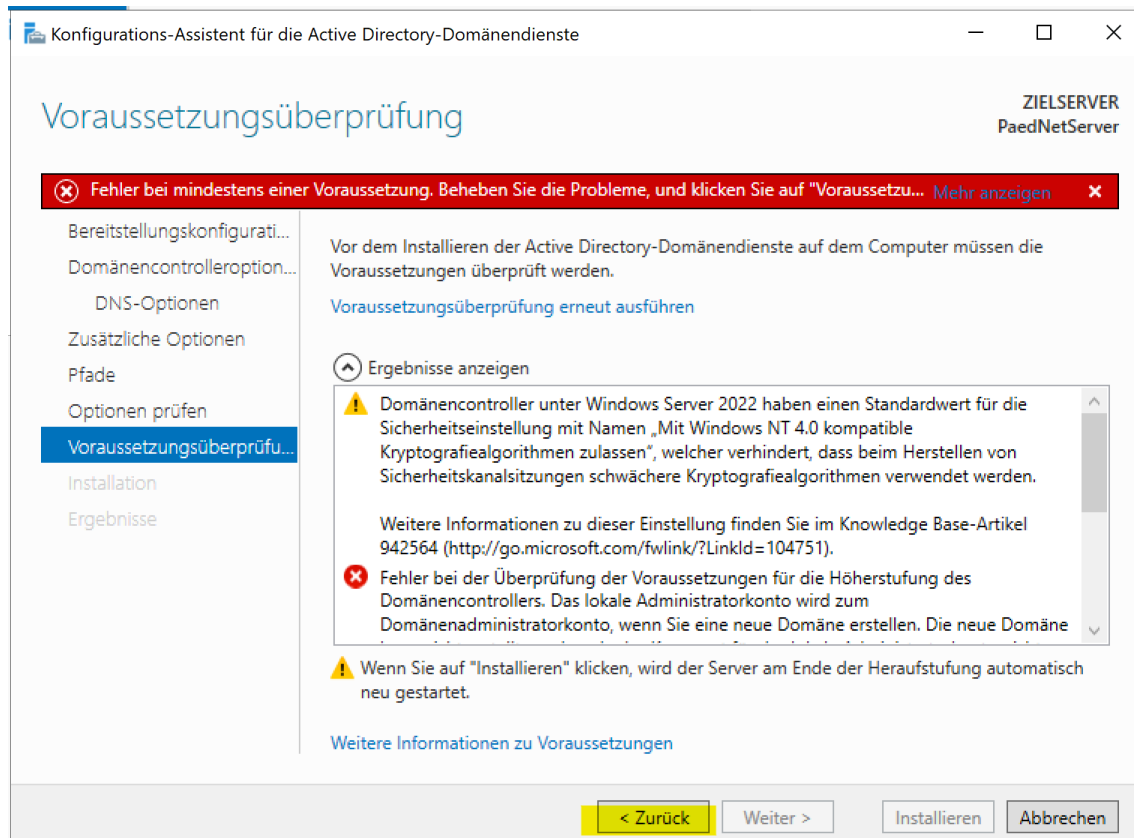 Konfigurations-Assistent für die Active Directory-Domänendienste
Voraussetzungsüberprüfung
ZIELSERVER
PaedNetServer
Fehler bei mindestens einer Voraussetzung. Beheben Sie die Probleme, und klicken Sie auf "Voraussetzu... Mehr anzeigen
Bereitstellungskonfigurati...
Domänencontrolleroption...
DNS-Optionen
Zusätzliche Optionen
Pfade
Optionen prüfen
Voraussetzungsüberprüfu...
Installation
Ergebnisse
Vor dem Installieren der Active Directory-Domänendienste auf dem Computer müssen die
Voraussetzungen überprüft werden.
Voraussetzungsüberprüfung erneut ausführen
Ergebnisse anzeigen
Domänencontroller unter Windows Server 2022 haben einen Standardwert für die
Sicherheitseinstellung mit Namen „Mit Windows NT 4.0 kompatible
Kryptografiealgorithmen zulassen“, welcher verhindert, dass beim Herstellen von
Sicherheitskanalsitzungen schwächere Kryptografiealgorithmen verwendet werden.
Weitere Informationen zu dieser Einstellung finden Sie im Knowledge Base-Artikel
942564 (http://go.microsoft.com/fwlink/?LinkId=104751).
Fehler bei der Überprüfung der Voraussetzungen für die Höherstufung des
Domänencontrollers. Das lokale Administratorkonto wird zum
Domänenadministratorkonto, wenn Sie eine neue Domäne erstellen. Die neue Domäne
Wenn Sie auf "Installieren" klicken, wird der Server am Ende der Heraufstufung automatisch
neu gestartet.
Weitere Informationen zu Voraussetzungen
< Zurück
Weiter >
Installieren
Abbrechen